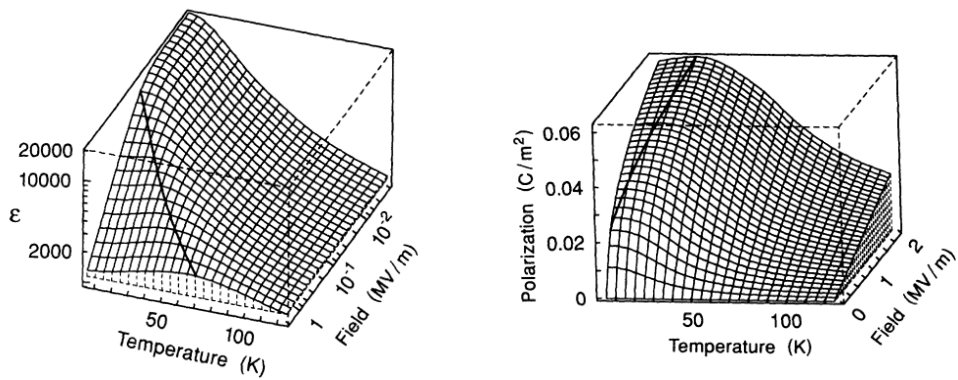 20000
10000
ε
2000
50
100
Temperature (K)
1
10⁻¹
10⁻²
Field (MV/m)
0.06
0.04
0.02
0
Polarization (C/m²)
50
100
Temperature (K)
0
1
2
Field (MV/m)